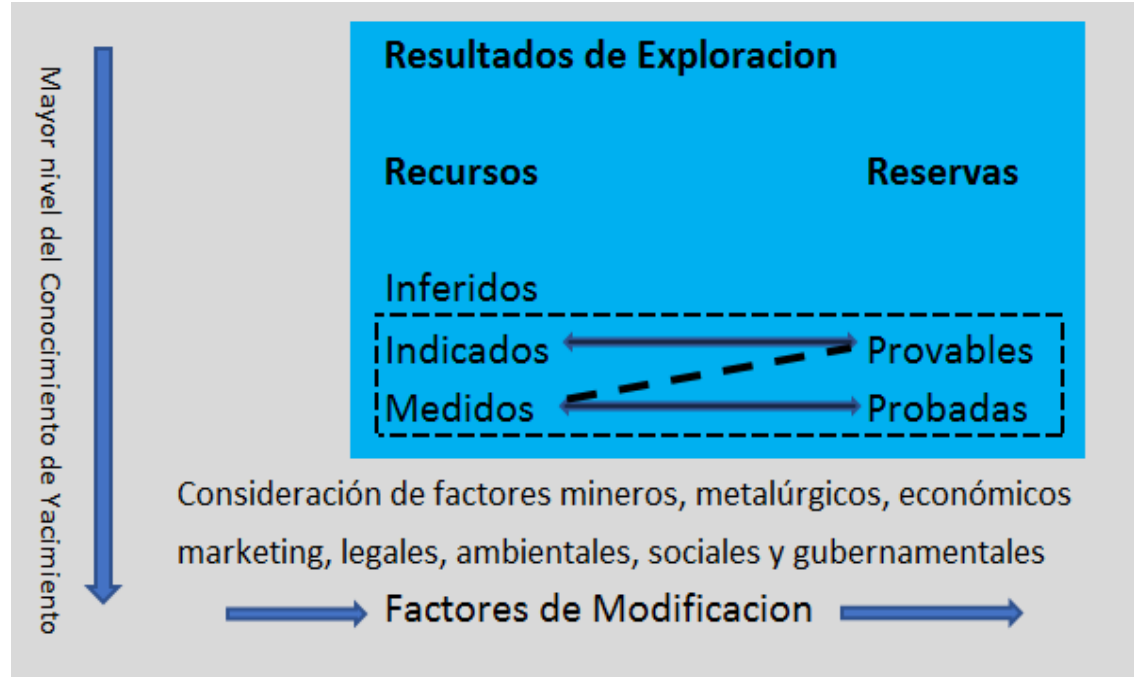 Mayor nivel del Conocimiento de Yacimiento
Resultados de Exploracion
Recursos Reservas
Inferidos
Indicados Provables
Medidos Probadas
Consideración de factores mineros, metalúrgicos, económicos
marketing, legales, ambientales, sociales y gubernamentales
Factores de Modificacion